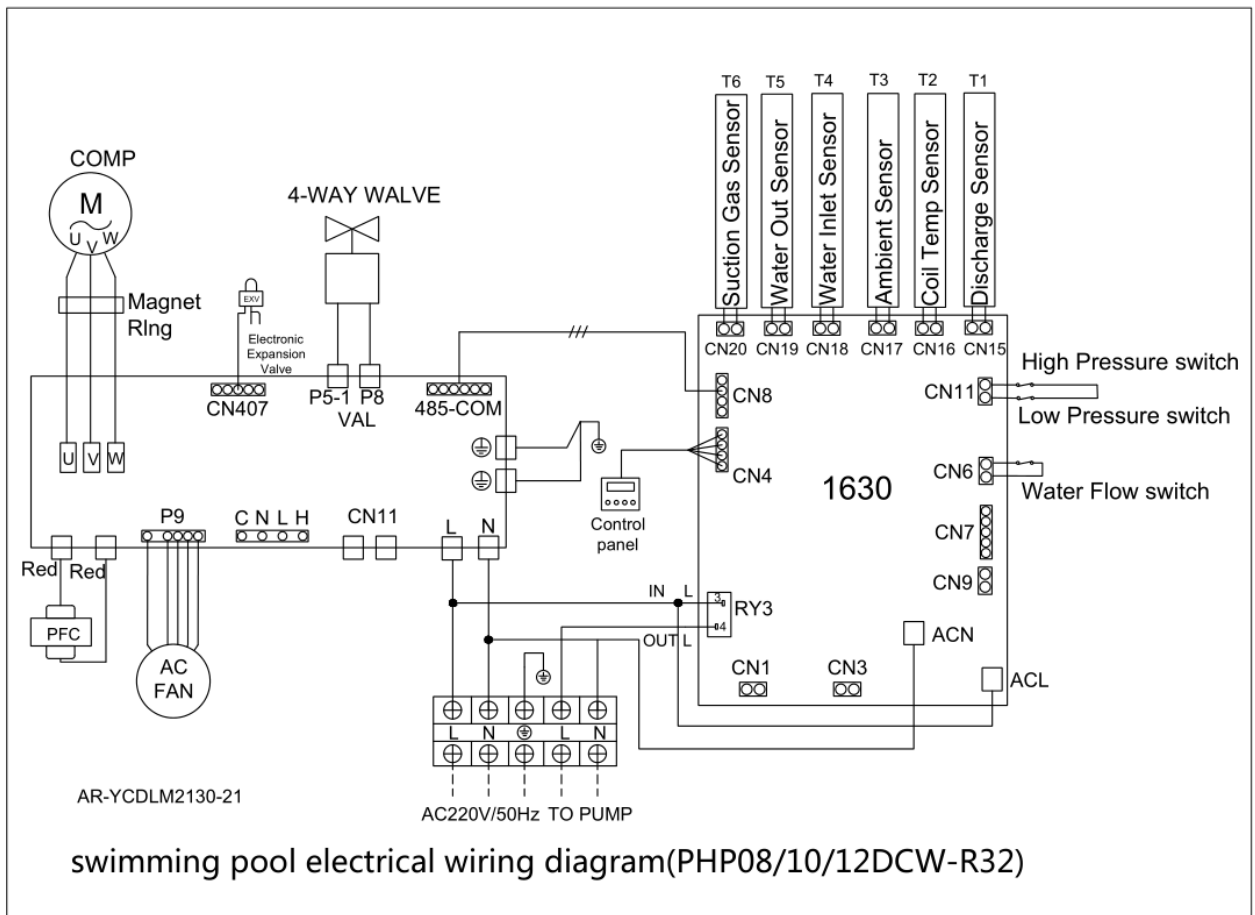 T6 T5 T4 T3 T2 T1
Suction Gas Sensor
Water Out Sensor
Water Inlet Sensor
Ambient Sensor
Coil Temp Sensor
Discharge Sensor
COMP
M
U V W
Magnet
RIng
4-WAY WALVE
EXV
Electronic
Expansion
Valve
CN407
P5-1 P8
VAL
485-COM
U V W
P9
C N L H
CN11
L N
Red Red
PFC
AC
FAN
CN20 CN19 CN18 CN17 CN16 CN15
CN8
CN4
Control
panel
1630
CN11
High Pressure switch
Low Pressure switch
CN6
Water Flow switch
CN7
CN9
IN L
3
RY3
4
OUT L
ACN
ACL
CN1 CN3
L N L N
AC220V/50Hz TO PUMP
AR-YCDLM2130-21
swimming pool electrical wiring diagram(PHP08/10/12DCW-R32)